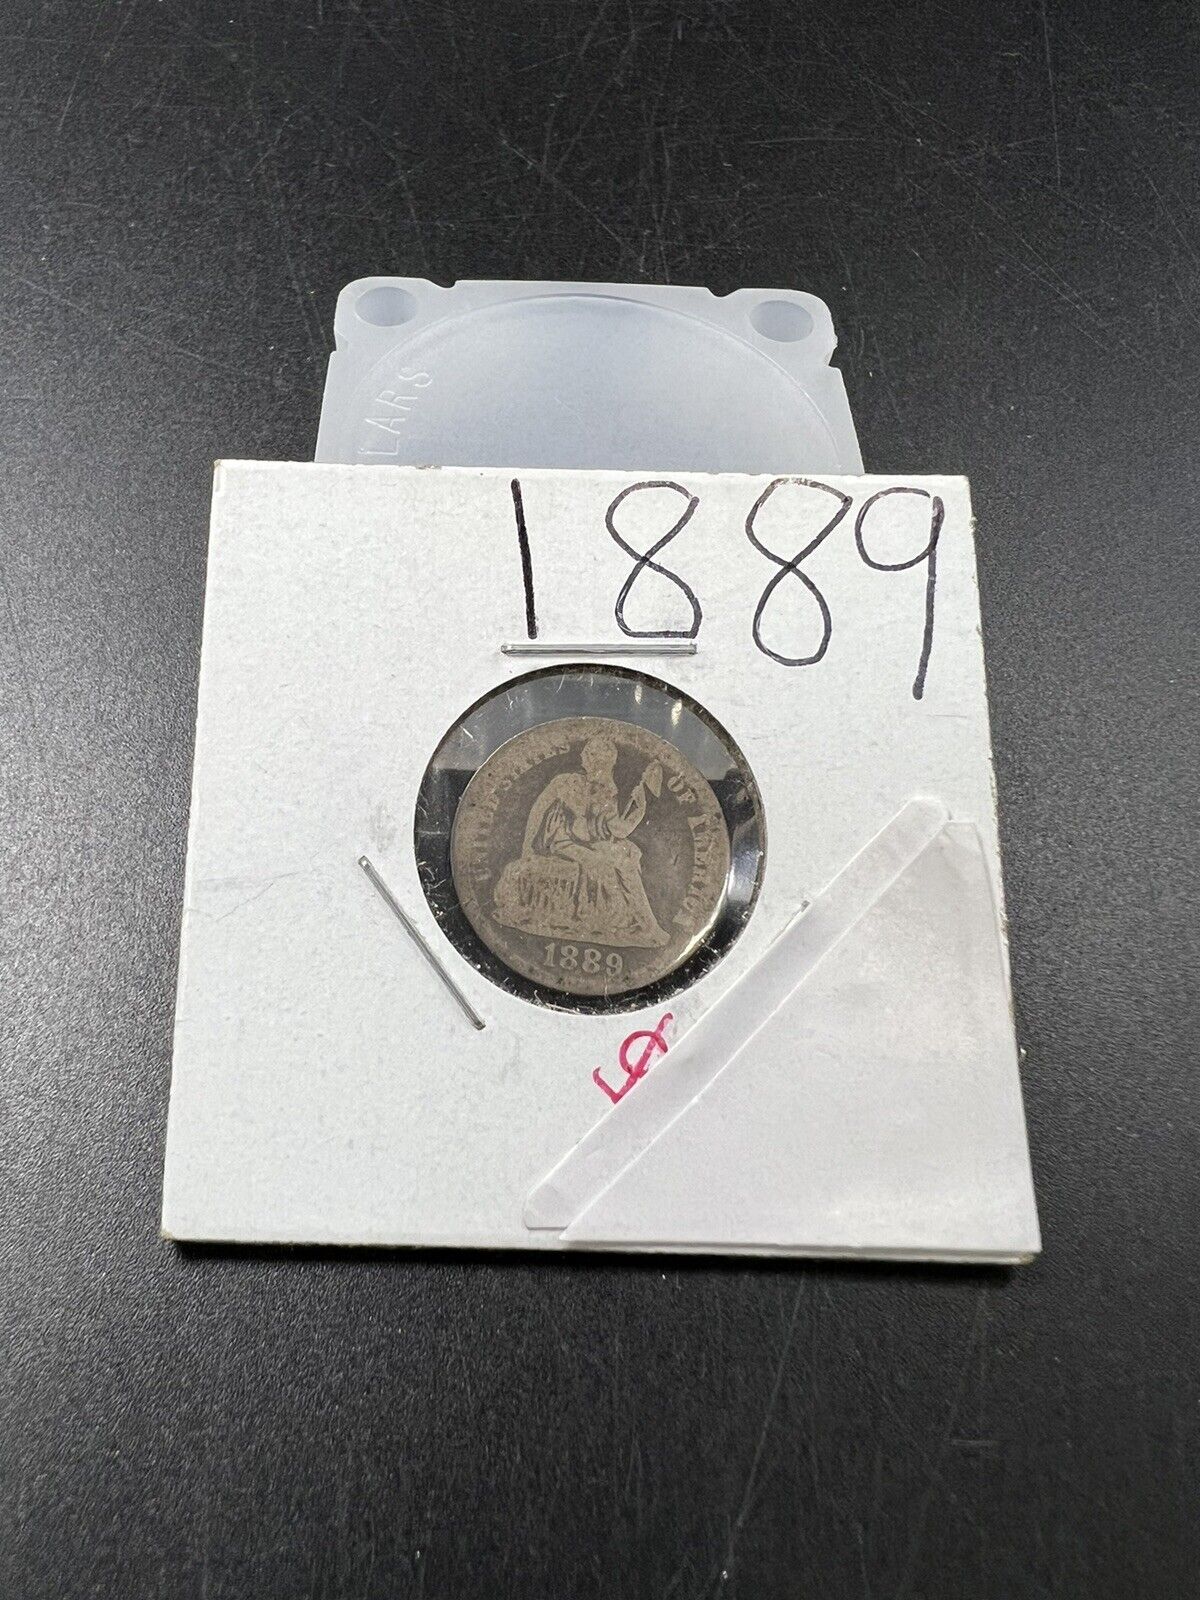 LARS
1889
UNITED STATES OF AMERICA
1889